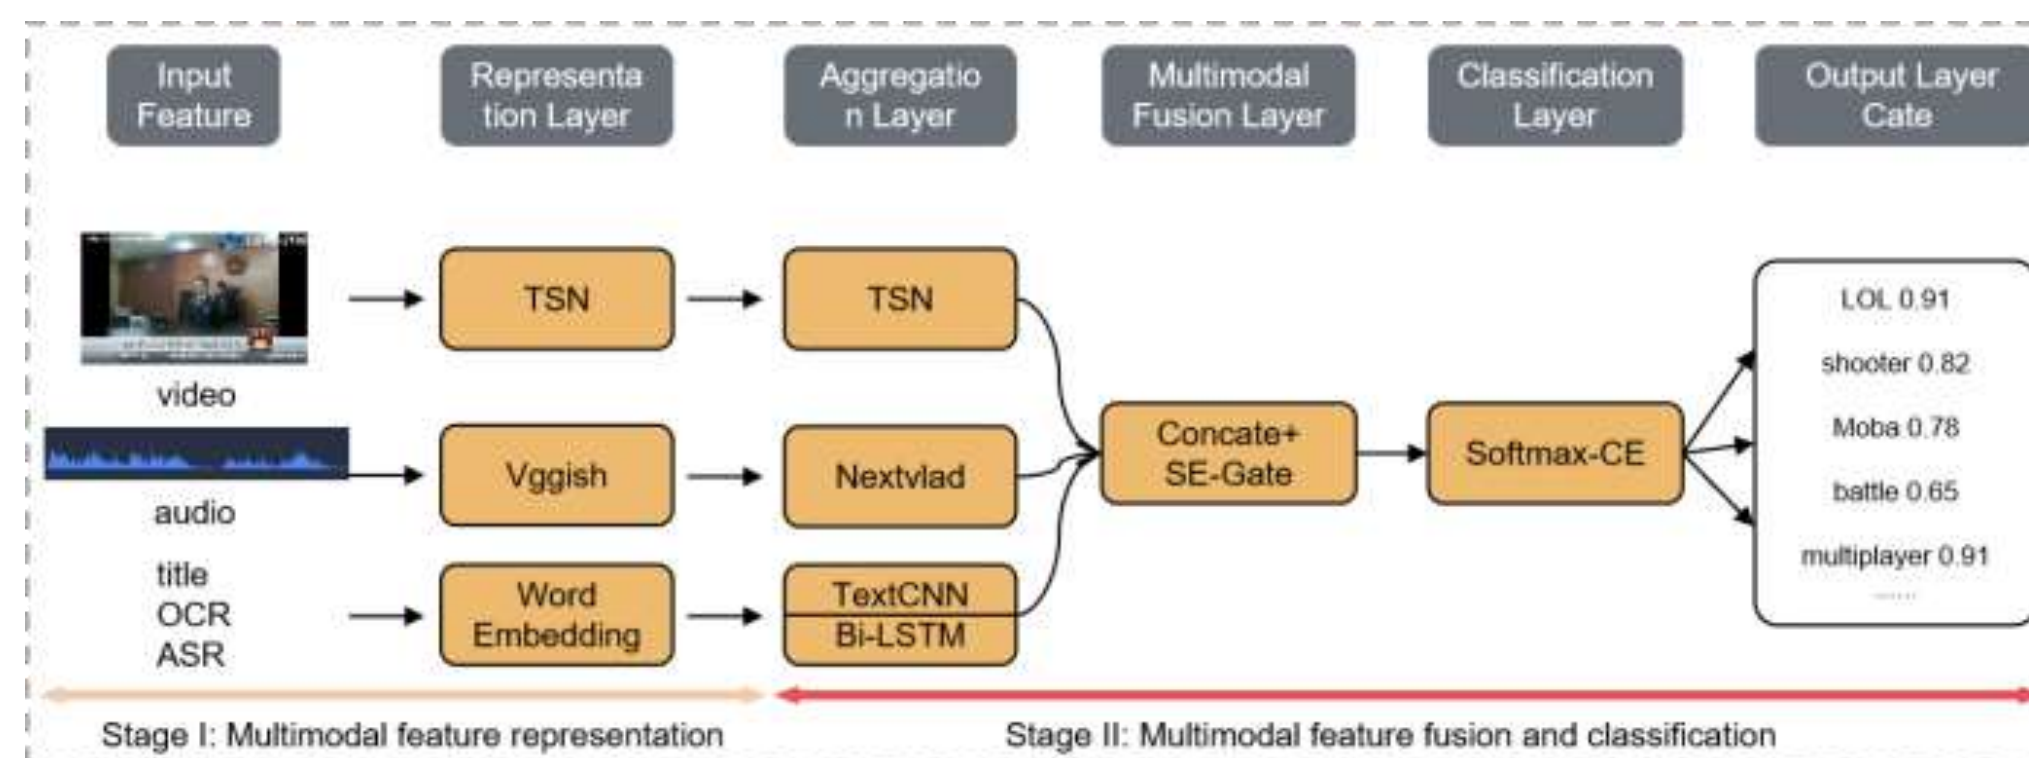 Input
Feature
Representa
tion Layer
Aggregatio
n Layer
Multimodal
Fusion Layer
Classification
Layer
Output Layer
Cate
video
TSN
TSN
audio
Vggish
Nextvlad
title
OCR
ASR
Word
Embedding
TextCNN
Bi-LSTM
Concate+
SE-Gate
Softmax-CE
LOL 0.91
shooter 0.82
Moba 0.78
battle 0.65
multiplayer 0.91
......
Stage I: Multimodal feature representation
Stage II: Multimodal feature fusion and classification